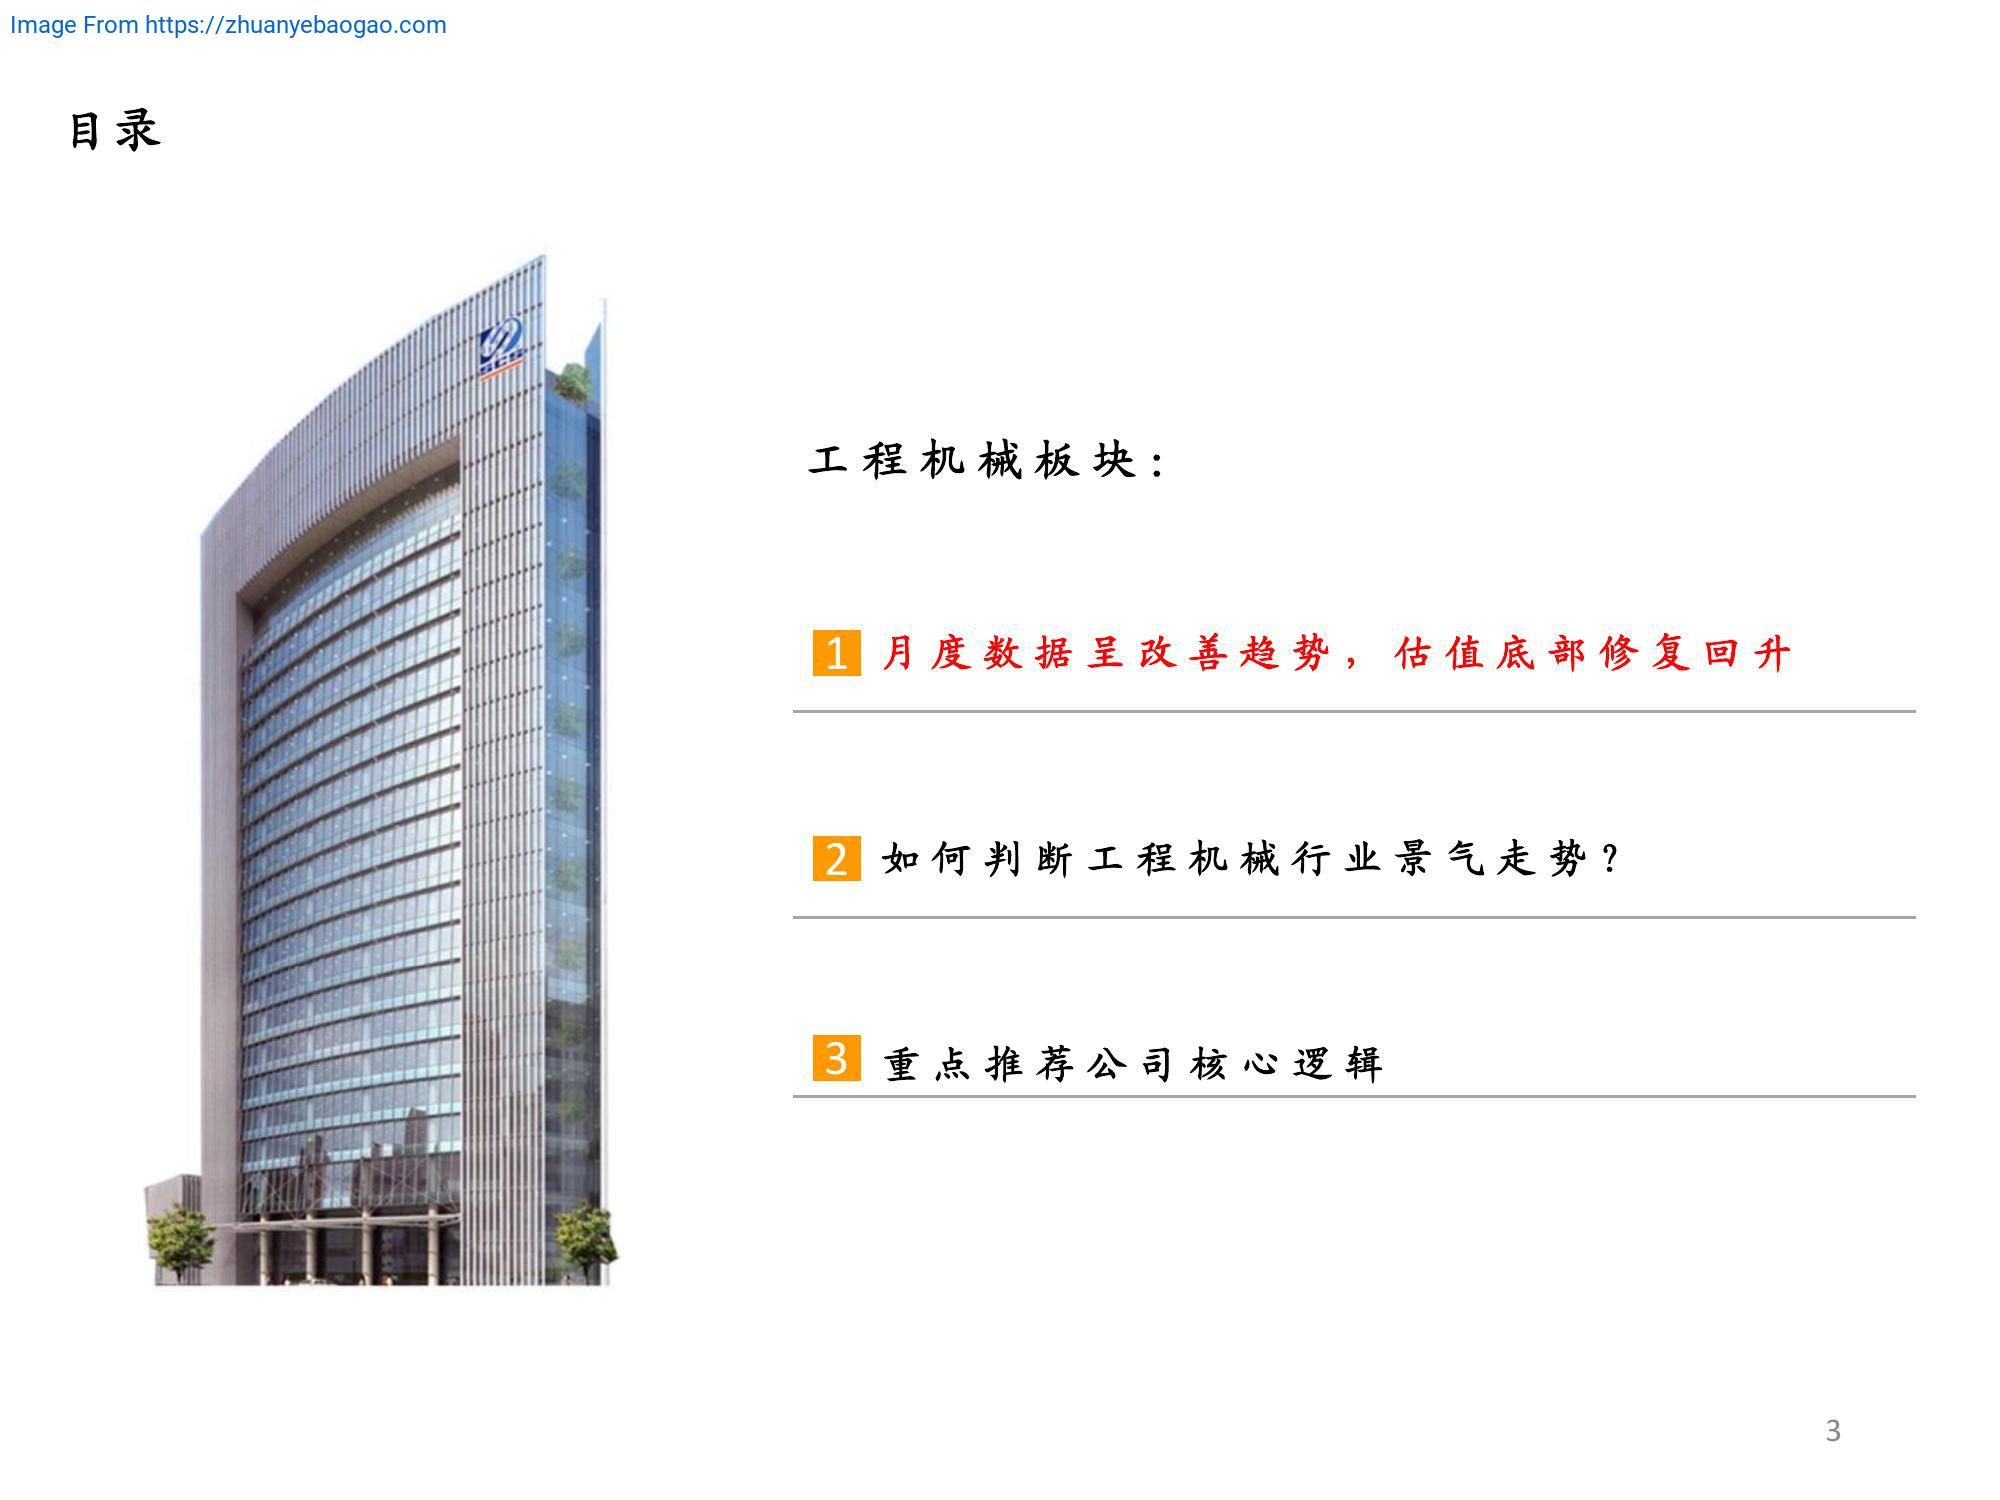 Image From https://zhuanyebaogao.com
目录
SCS
工程机械板块：
1 月度数据呈改善趋势，估值底部修复回升
2 如何判断工程机械行业景气走势？
3 重点推荐公司核心逻辑
3